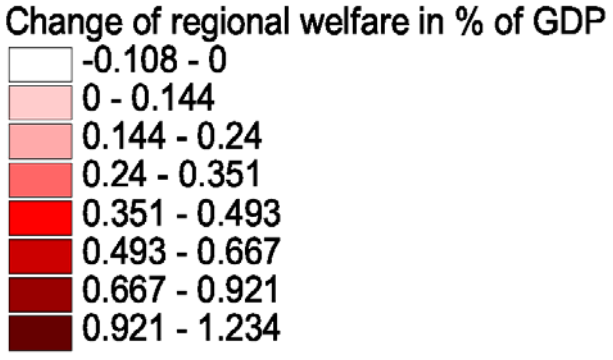 Change of regional welfare in % of GDP
-0.108 - 0
0 - 0.144
0.144 - 0.24
0.24 - 0.351
0.351 - 0.493
0.493 - 0.667
0.667 - 0.921
0.921 - 1.234